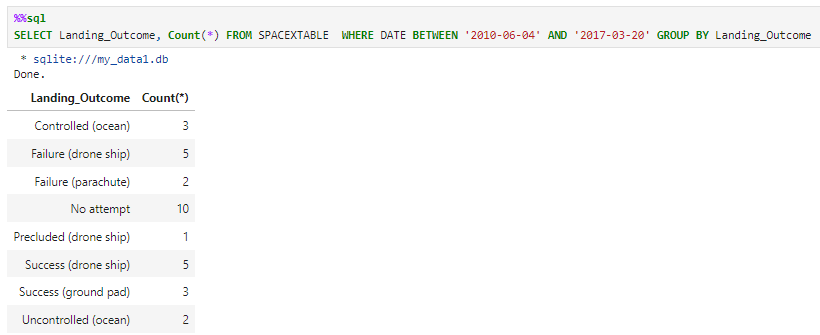 %%sql
SELECT Landing_Outcome, Count(*) FROM SPACEXTABLE  WHERE DATE BETWEEN '2010-06-04' AND '2017-03-20' GROUP BY Landing_Outcome
* sqlite:///my_data1.db
Done.
Landing_Outcome Count(*)
Controlled (ocean) 3
Failure (drone ship) 5
Failure (parachute) 2
No attempt 10
Precluded (drone ship) 1
Success (drone ship) 5
Success (ground pad) 3
Uncontrolled (ocean) 2